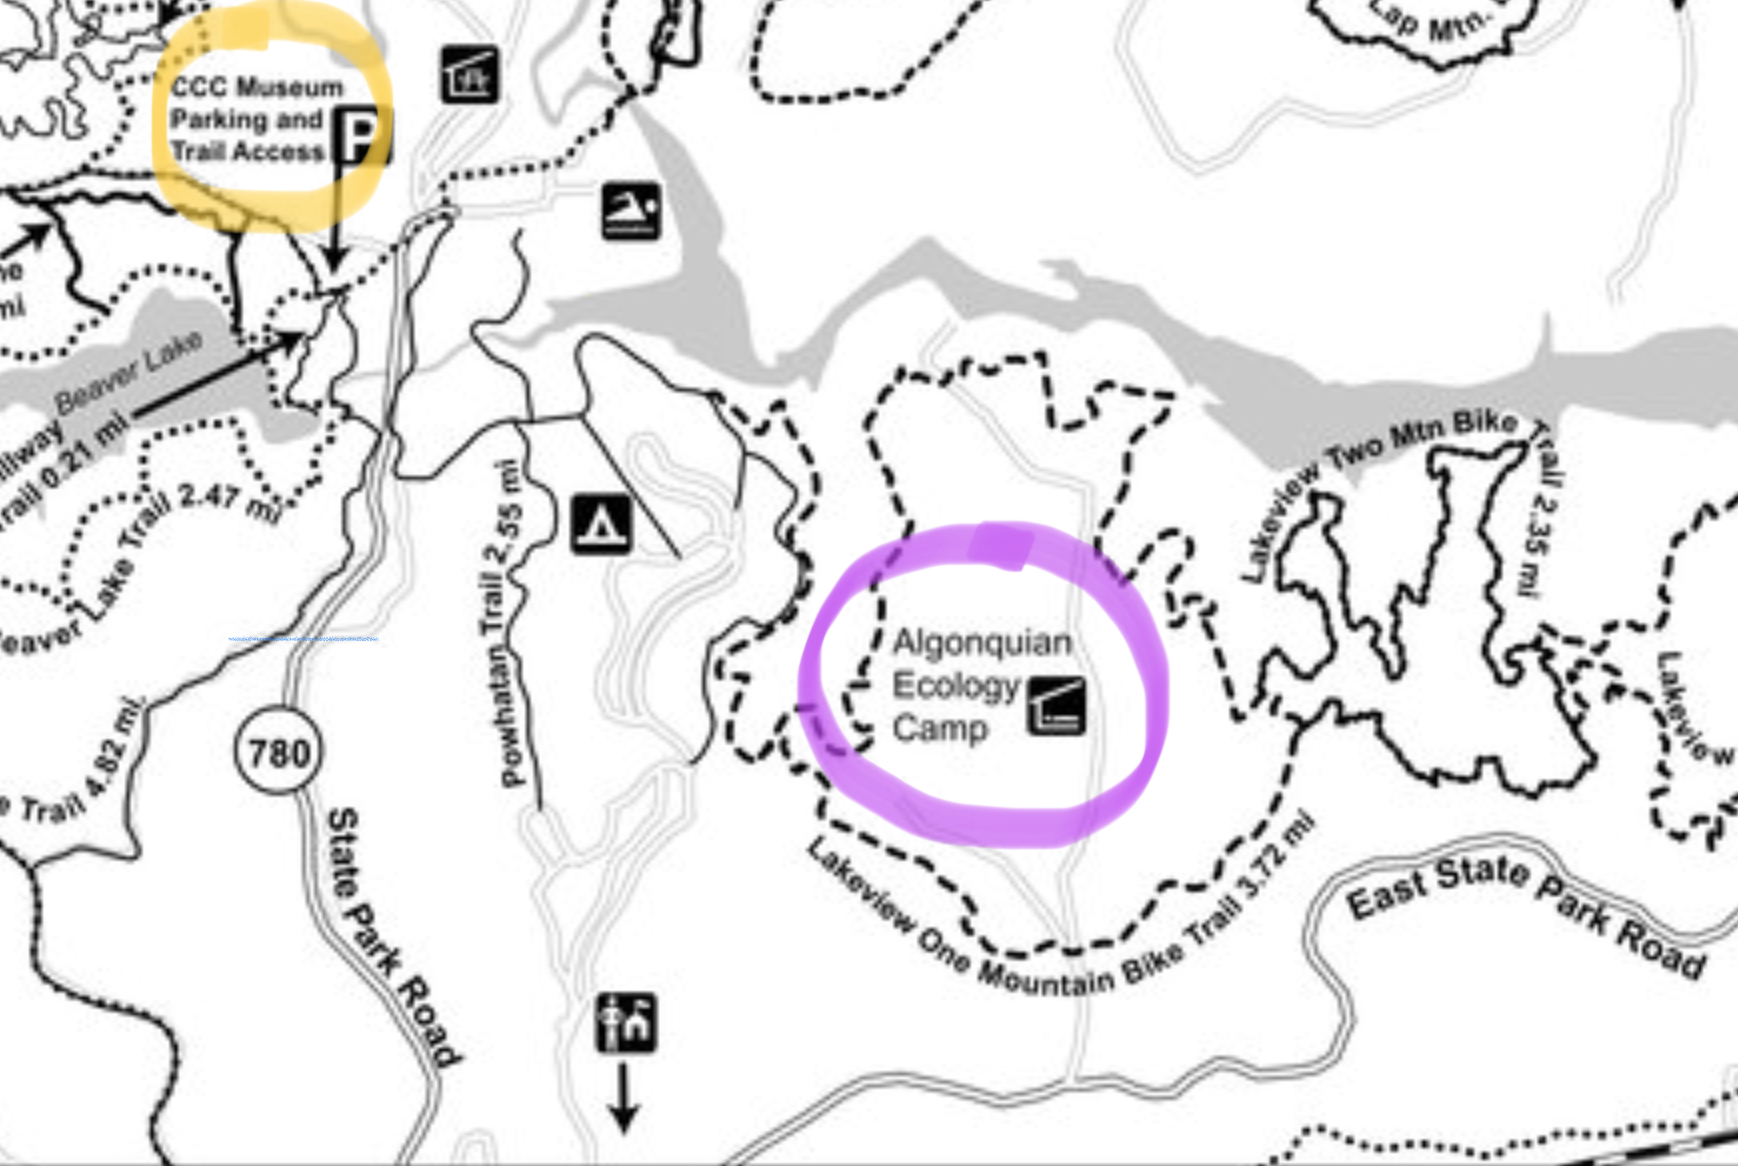 Lap Mtn.
CCC Museum
Parking and
Trail Access
P
mi
Beaver Lake
Trail 0.21 mi
Beaver Lake Trail 2.47 mi
Powhatan Trail 2.55 mi
Lakeview Two Mtn Bike Trail 2.35 mi
Algonquian
Ecology
Camp
Lakeview
Trail 4.82 mi
780
State Park Road
Lakeview One Mountain Bike Trail 3.72 mi
East State Park Road